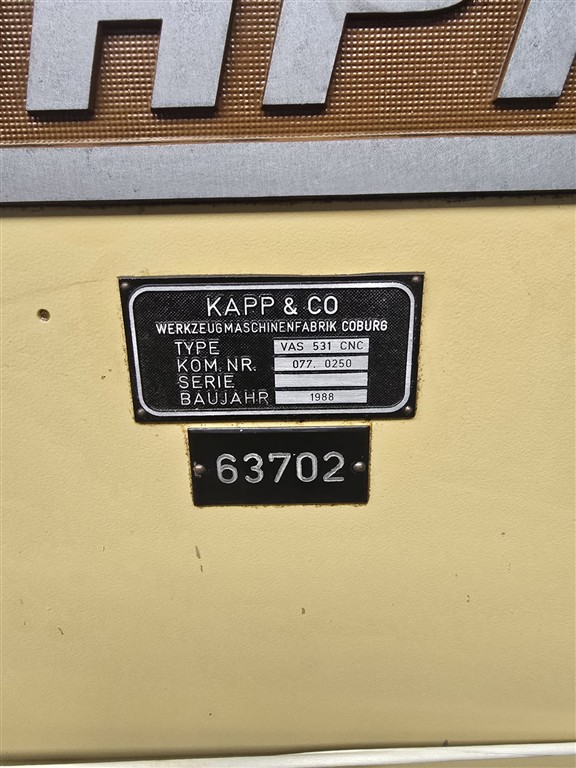 KAPP & CO
WERKZEUGMASCHINENFABRIK COBURG
TYPE VAS 531 CNC
KOM. NR. 077. 0250
SERIE
BAUJAHR 1988
63702